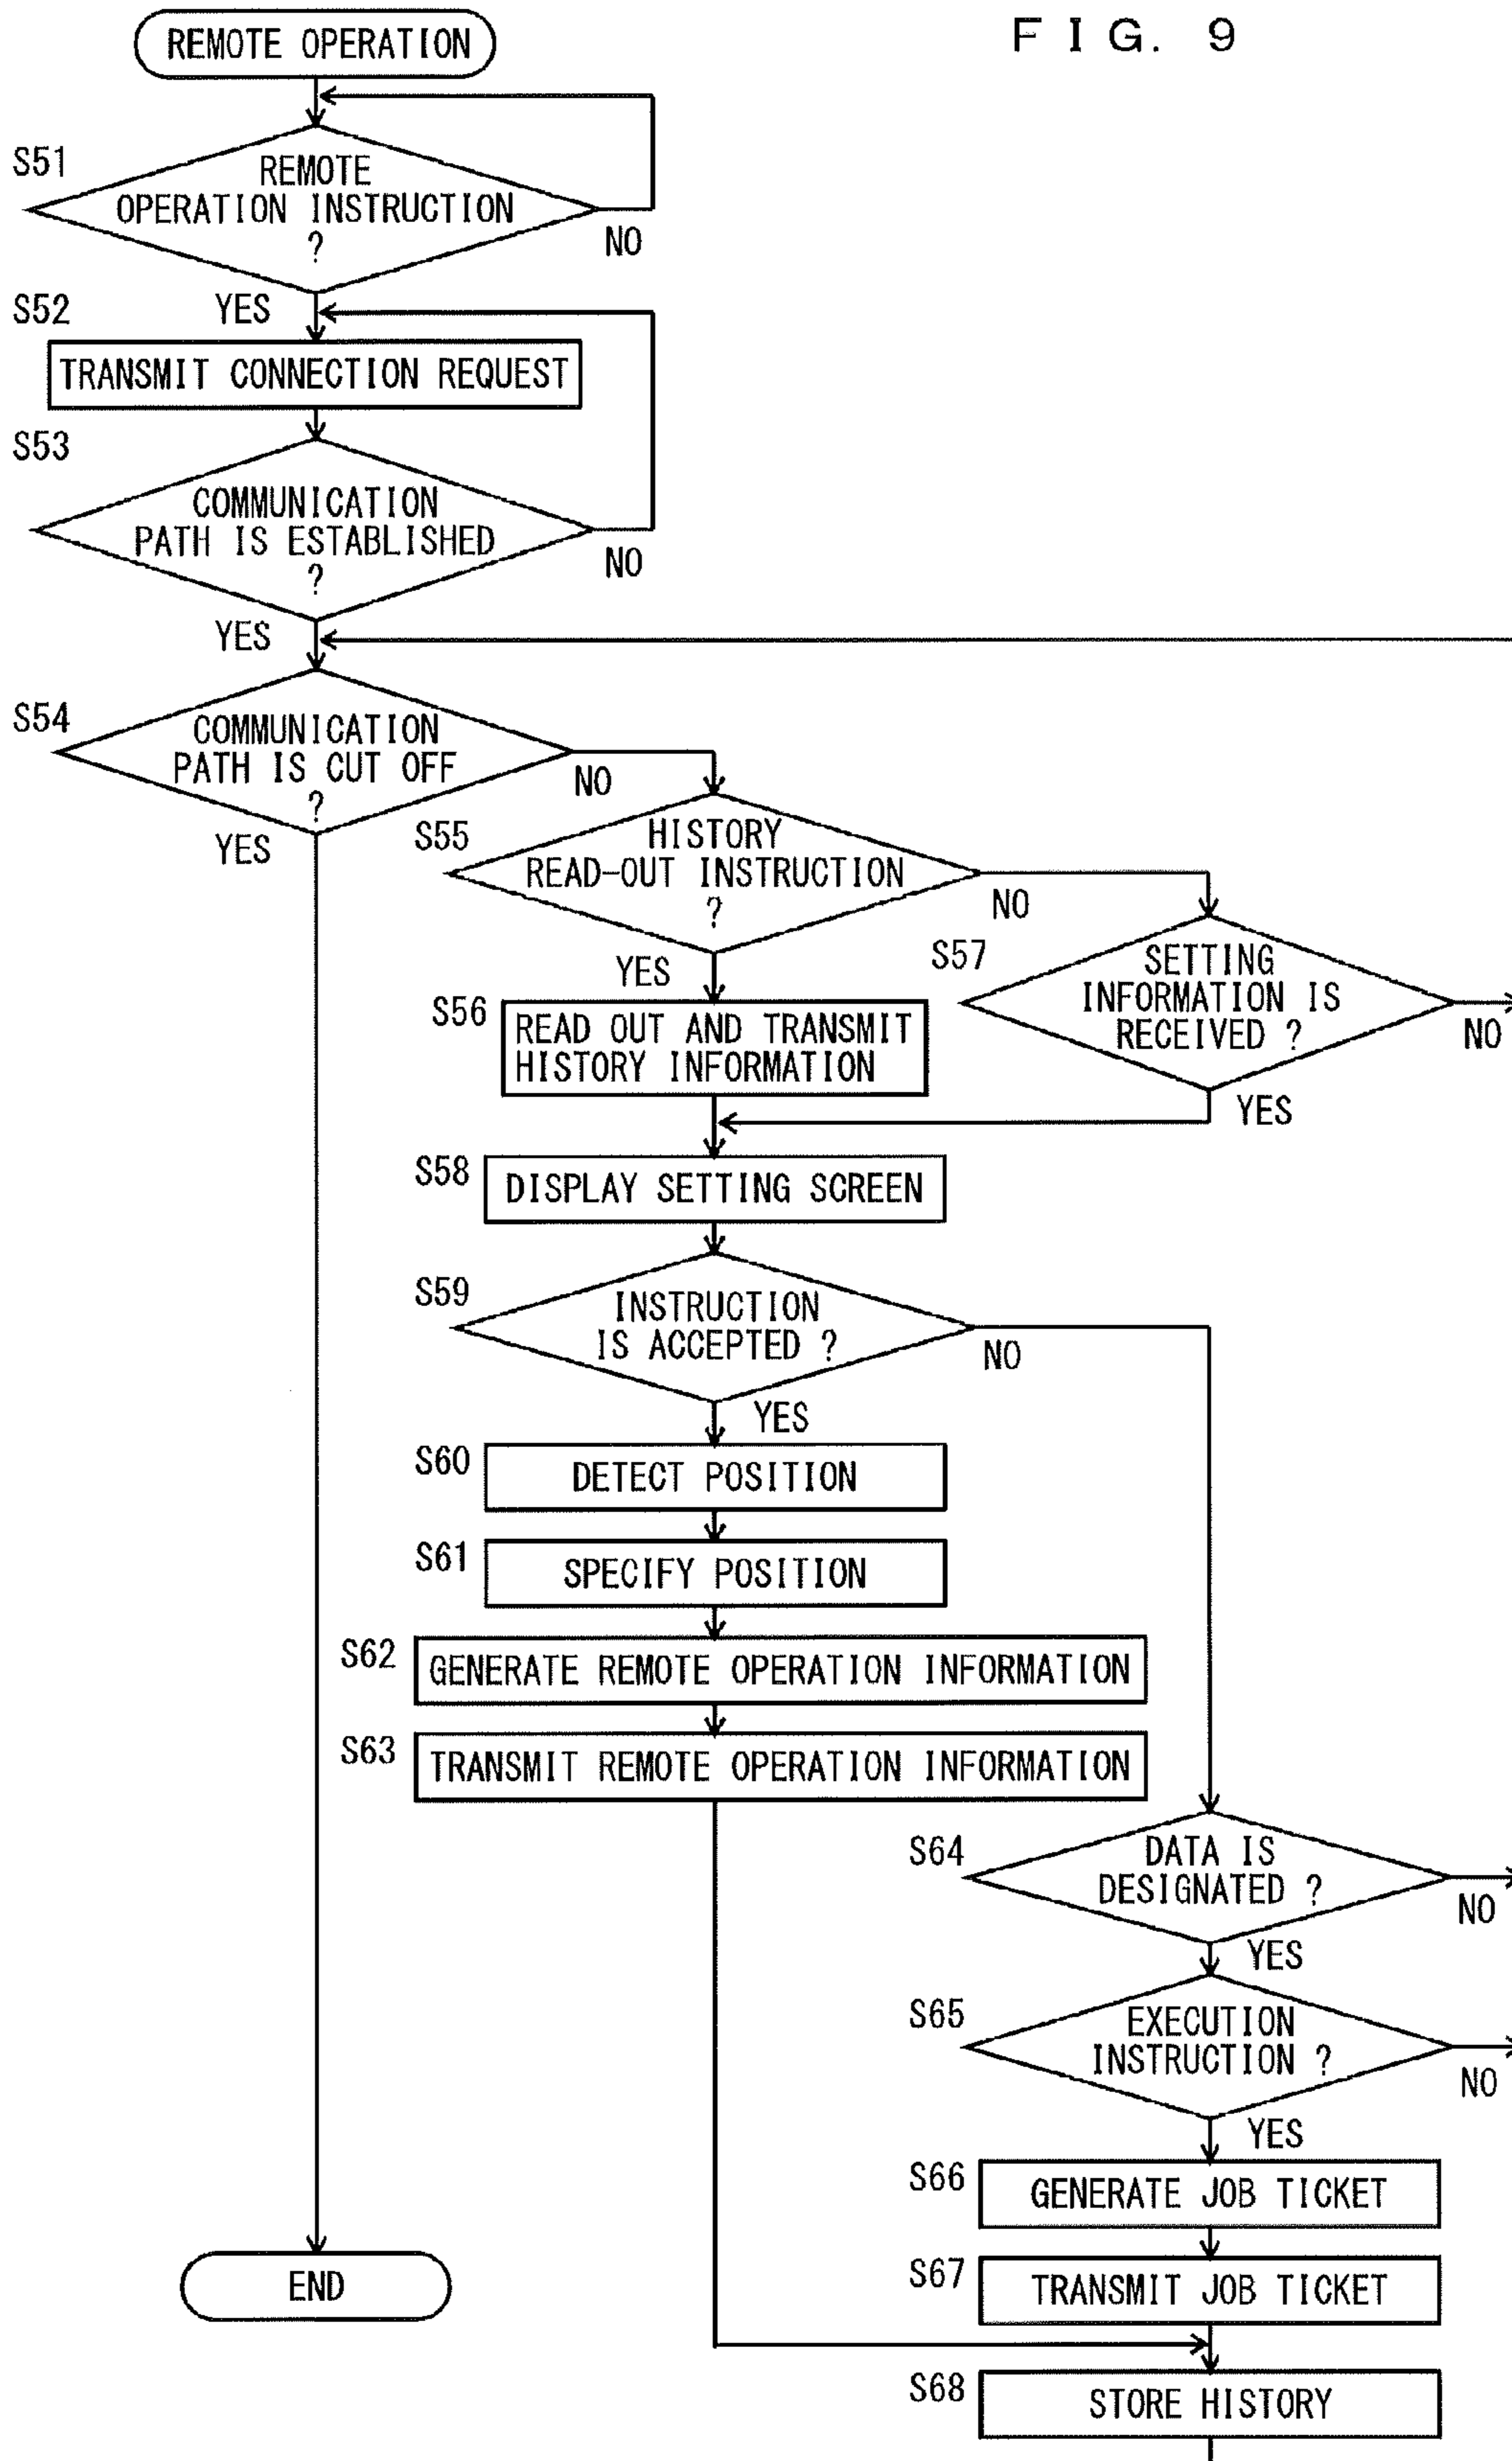 FIG. 9
REMOTE OPERATION
S51
REMOTE
OPERATION INSTRUCTION
?
NO
YES
S52
TRANSMIT CONNECTION REQUEST
S53
COMMUNICATION
PATH IS ESTABLISHED
?
NO
YES
S54
COMMUNICATION
PATH IS CUT OFF
?
NO
YES
S55
HISTORY
READ-OUT INSTRUCTION
?
NO
YES
S56
READ OUT AND TRANSMIT
HISTORY INFORMATION
S57
SETTING
INFORMATION IS
RECEIVED ?
NO
YES
S58
DISPLAY SETTING SCREEN
S59
INSTRUCTION
IS ACCEPTED ?
NO
YES
S60
DETECT POSITION
S61
SPECIFY POSITION
S62
GENERATE REMOTE OPERATION INFORMATION
S63
TRANSMIT REMOTE OPERATION INFORMATION
S64
DATA IS
DESIGNATED ?
NO
YES
S65
EXECUTION
INSTRUCTION ?
NO
YES
S66
GENERATE JOB TICKET
S67
TRANSMIT JOB TICKET
END
S68
STORE HISTORY